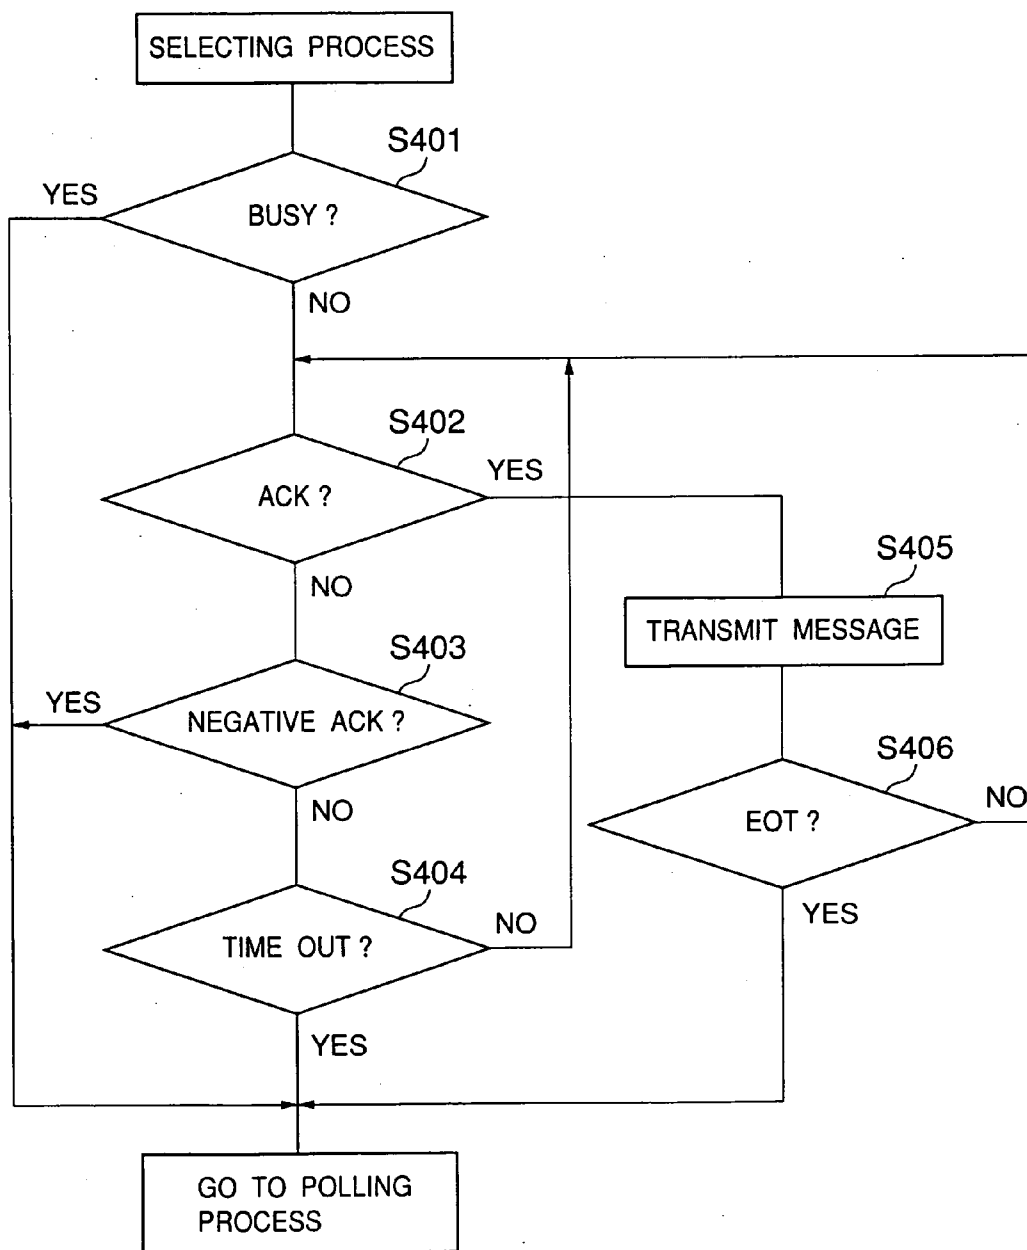 SELECTING PROCESS
S401
YES
BUSY ?
NO
S402
YES
ACK ?
NO
S405
TRANSMIT MESSAGE
S403
YES
NEGATIVE ACK ?
NO
S406
NO
EOT ?
YES
S404
NO
TIME OUT ?
YES
GO TO POLLING
PROCESS